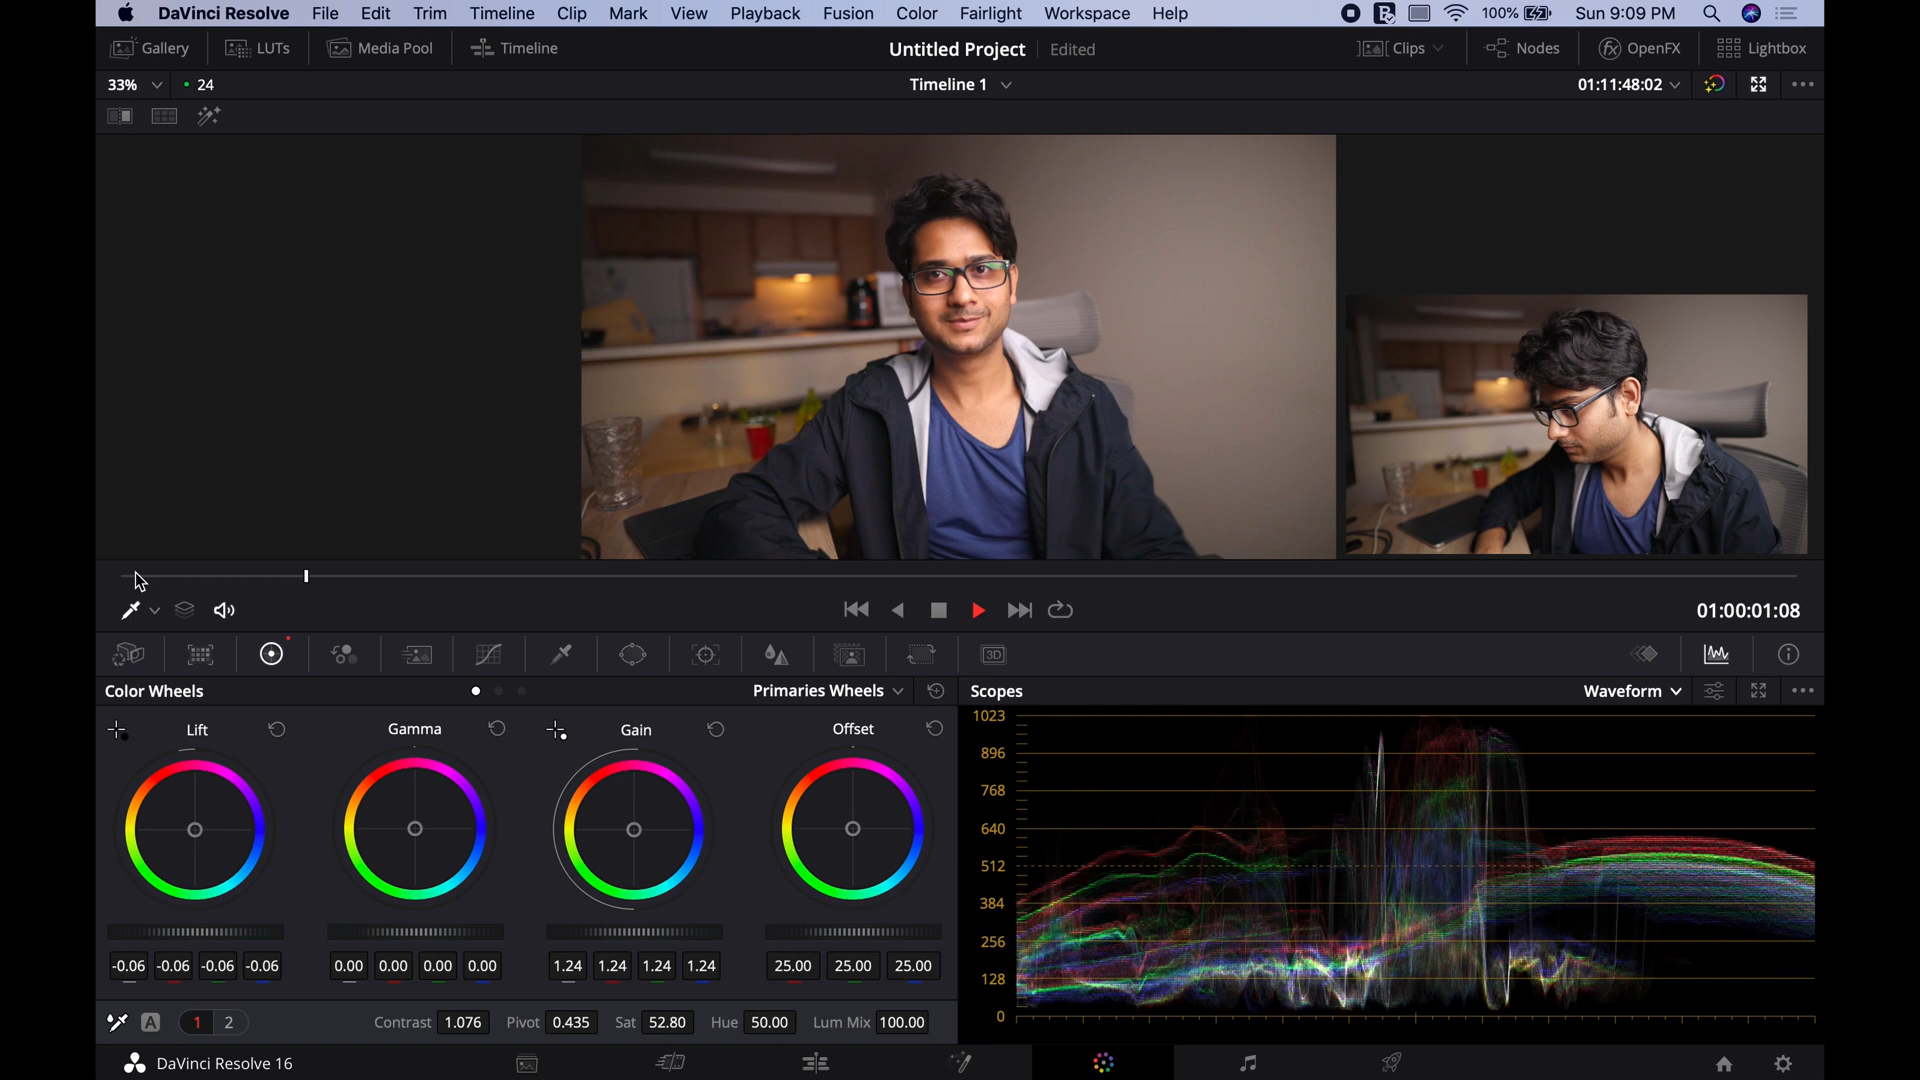 DaVinci Resolve File Edit Trim Timeline Clip Mark View Playback Fusion Color Fairlight Workspace Help 100% Sun 9:09 PM
Gallery LUTs Media Pool Timeline Untitled Project Edited Clips Nodes OpenFX Lightbox
33% 24 Timeline 1 01:11:48:02
01:00:01:08
3D
Color Wheels Primaries Wheels Scopes Waveform
Lift Gamma Gain Offset
1023
896
768
640
512
384
256
128
0
-0.06 -0.06 -0.06 -0.06 0.00 0.00 0.00 0.00 1.24 1.24 1.24 1.24 25.00 25.00 25.00
A 1 2 Contrast 1.076 Pivot 0.435 Sat 52.80 Hue 50.00 Lum Mix 100.00
DaVinci Resolve 16